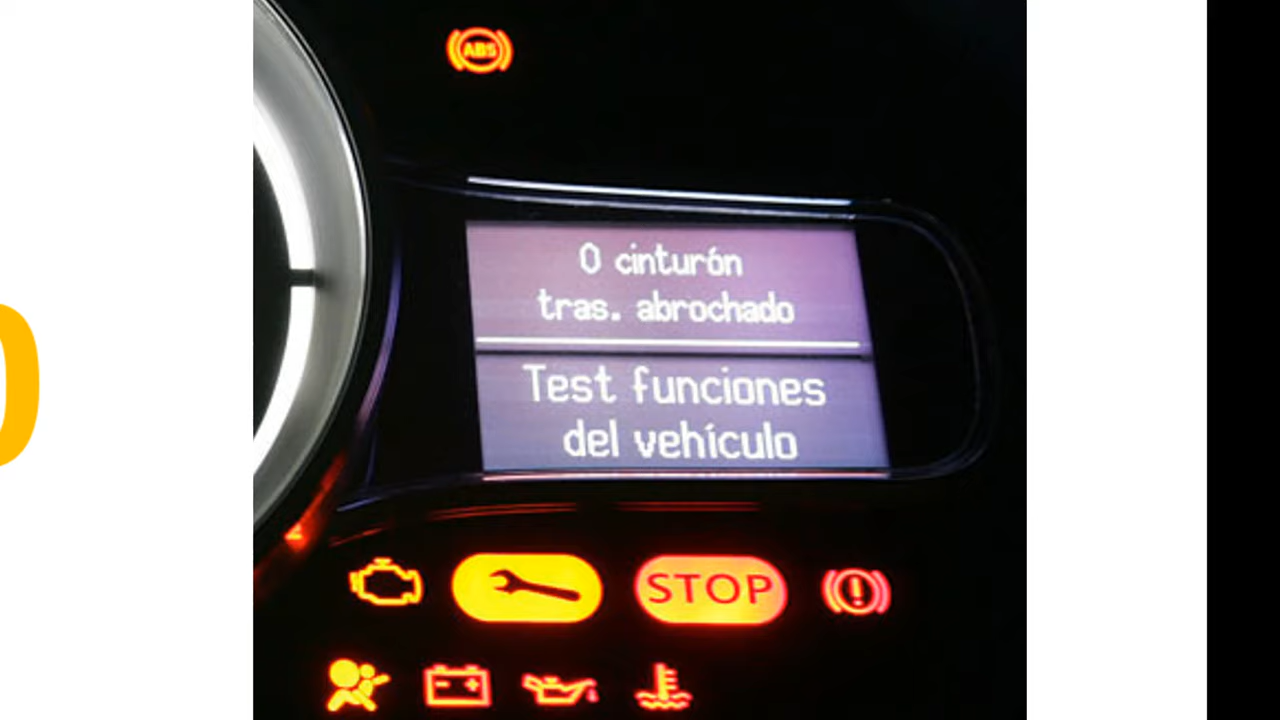 ABS
0 cinturón
tras. abrochado
Test funciones
del vehículo
STOP